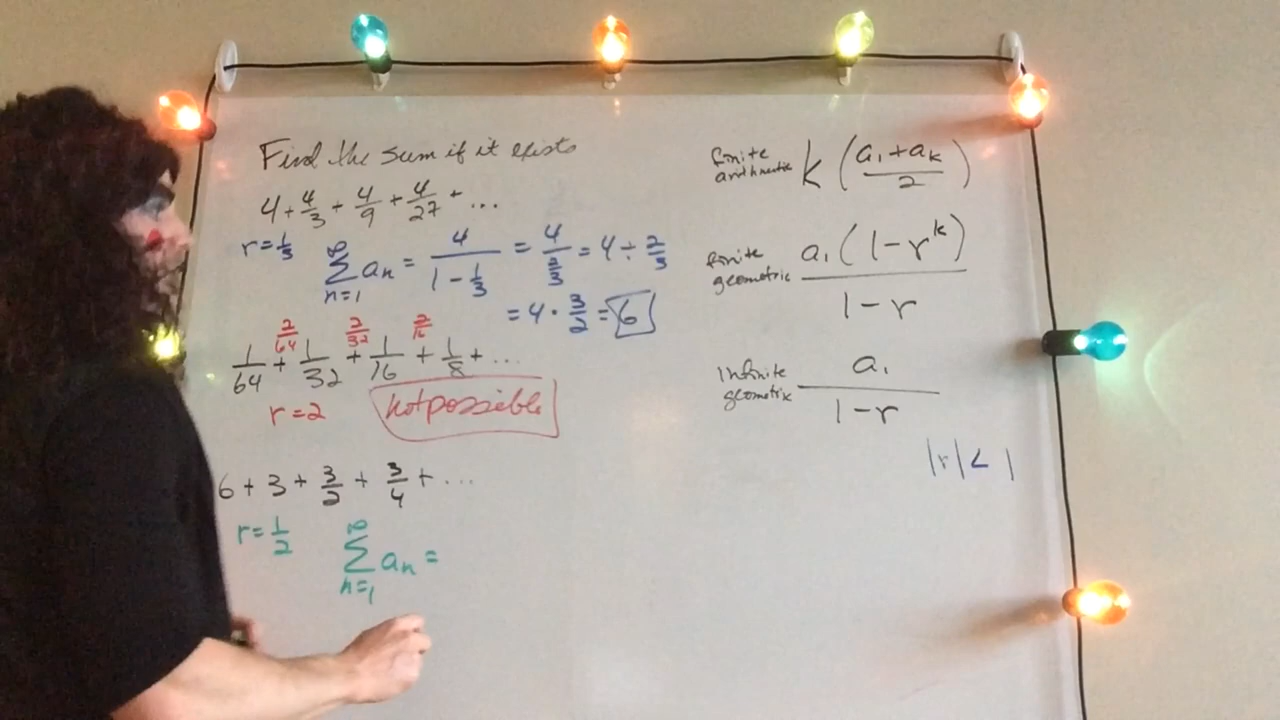 Find the sum if it exists
4 + 4/3 + 4/9 + 4/27 + ...
r = 1/3
∞ Σ n=1 aₙ = 4/(1 - 1/3) = 4/(2/3) = 4 ÷ 2/3
= 4 · 3/2 = 6
2/64 2/32 2/16
1/64 + 1/32 + 1/16 + 1/8 + ...
r = 2 not possible
6 + 3 + 3/2 + 3/4 + ...
r = 1/2 ∞ Σ n=1 aₙ =
finite arithmetic k((a₁ + aₖ)/2)
finite geometric a₁(1 - rᵏ)/(1 - r)
infinite geometric a₁/(1 - r)
|r| < 1